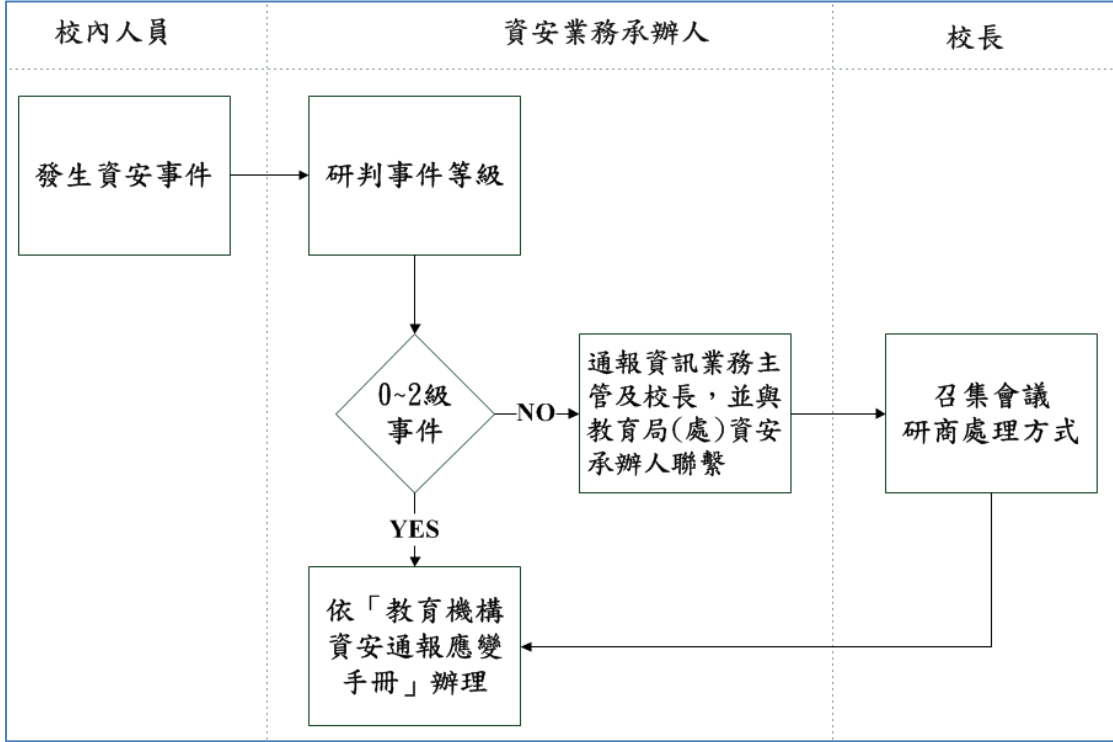 校內人員
資安業務承辦人
校長
發生資安事件
研判事件等級
0~2級
事件
NO
通報資訊業務主
管及校長，並與
教育局(處)資安
承辦人聯繫
召集會議
研商處理方式
YES
依「教育機構
資安通報應變
手冊」辦理